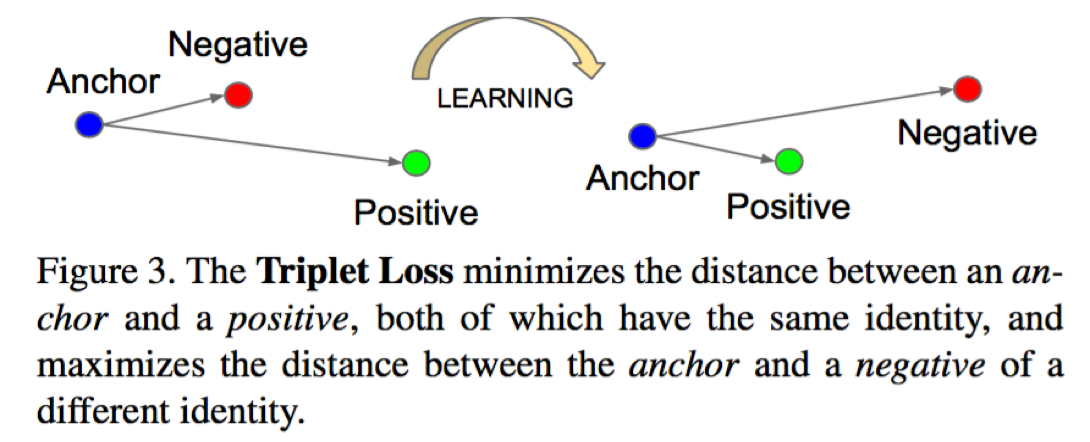 Negative
Anchor
LEARNING
Positive
Negative
Anchor
Positive
Figure 3. The Triplet Loss minimizes the distance between an an-
chor and a positive, both of which have the same identity, and
maximizes the distance between the anchor and a negative of a
different identity.